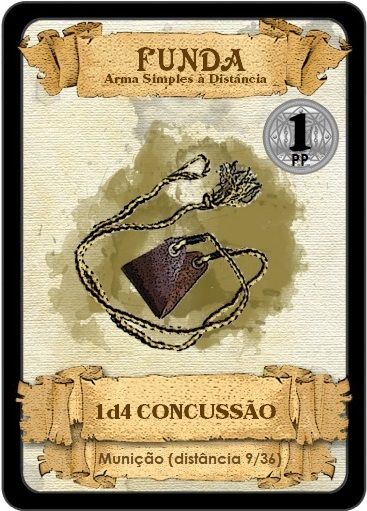 FUNDA
Arma Simples à Distância
1
PP
1d4 CONCUSSÃO
Munição (distância 9/36)